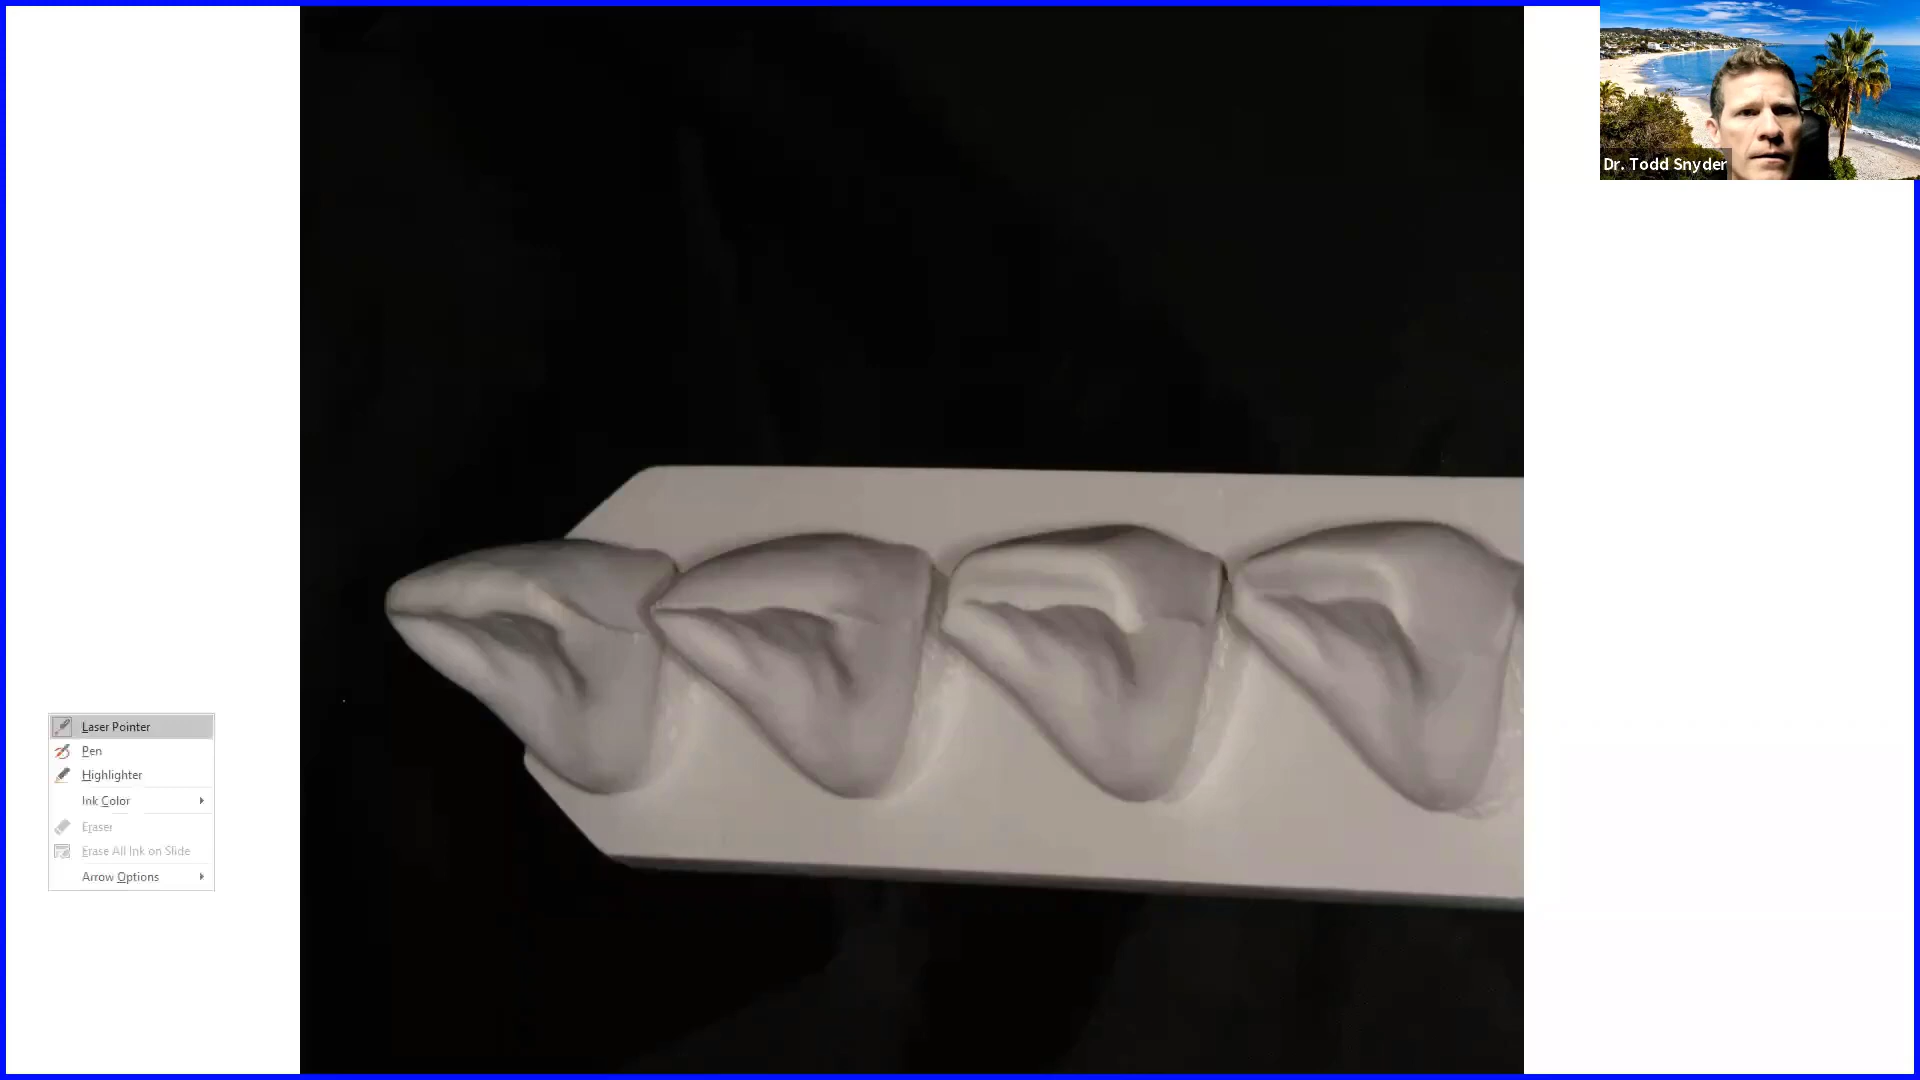 Dr. Todd Snyder
Laser Pointer
Pen
Highlighter
Ink Color
Eraser
Erase All Ink on Slide
Arrow Options